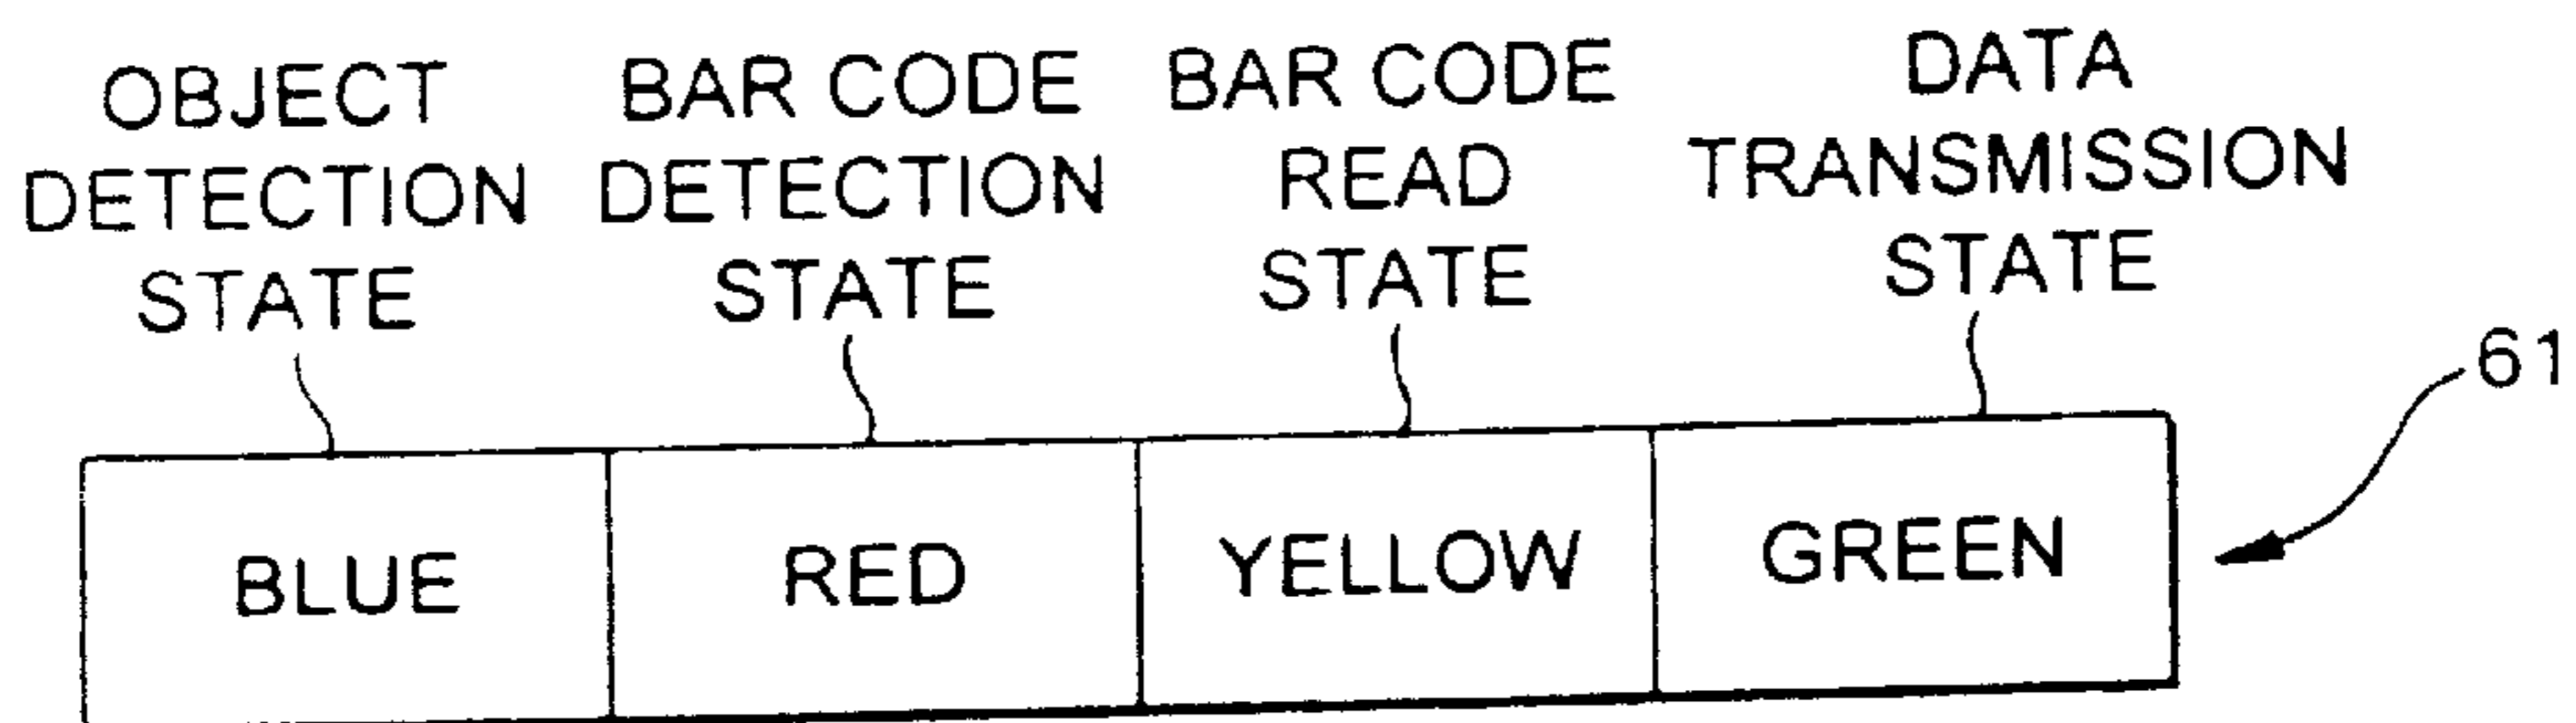 OBJECT
DETECTION
STATE
BAR CODE
DETECTION
STATE
BAR CODE
READ
STATE
DATA
TRANSMISSION
STATE
61
BLUE
RED
YELLOW
GREEN